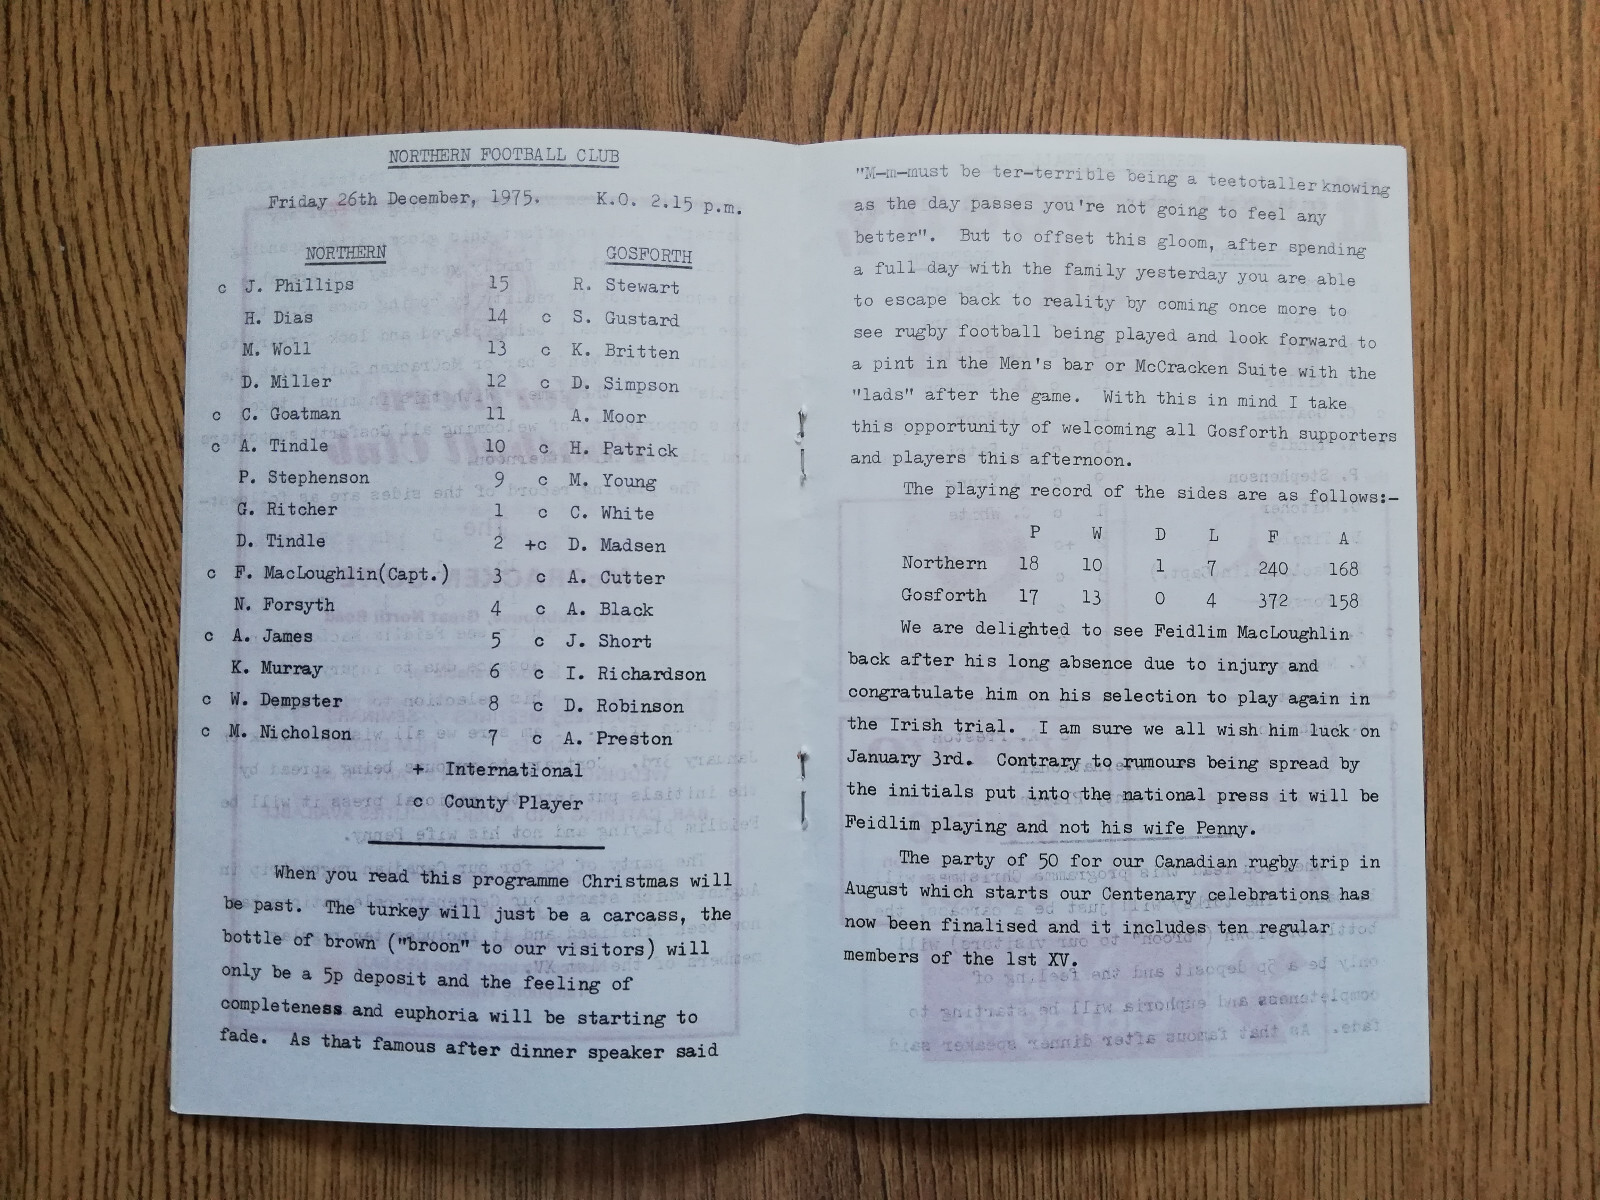 NORTHERN FOOTBALL CLUB
Friday 26th December, 1975. K.O. 2.15 p.m.
NORTHERN GOSFORTH
c J. Phillips 15 R. Stewart
H. Dias 14 c S. Gustard
M. Woll 13 c K. Britten
D. Miller 12 c D. Simpson
c C. Goatman 11 A. Moor
c A. Tindle 10 c H. Patrick
P. Stephenson 9 c M. Young
G. Ritcher 1 c C. White
D. Tindle 2 +c D. Madsen
c F. MacLoughlin(Capt.) 3 c A. Cutter
N. Forsyth 4 c A. Black
c A. James 5 c J. Short
K. Murray 6 c I. Richardson
c W. Dempster 8 c D. Robinson
c M. Nicholson 7 c A. Preston
+ International
c County Player
When you read this programme Christmas will
be past. The turkey will just be a carcass, the
bottle of brown ("broon" to our visitors) will
only be a 5p deposit and the feeling of
completeness and euphoria will be starting to
fade. As that famous after dinner speaker said
"M-m-must be ter-terrible being a teetotaller knowing
as the day passes you're not going to feel any
better". But to offset this gloom, after spending
a full day with the family yesterday you are able
to escape back to reality by coming once more to
see rugby football being played and look forward to
a pint in the Men's bar or McCracken Suite with the
"lads" after the game. With this in mind I take
this opportunity of welcoming all Gosforth supporters
and players this afternoon.
The playing record of the sides are as follows:-
P W D L F A
Northern 18 10 1 7 240 168
Gosforth 17 13 0 4 372 158
We are delighted to see Feidlim MacLoughlin
back after his long absence due to injury and
congratulate him on his selection to play again in
the Irish trial. I am sure we all wish him luck on
January 3rd. Contrary to rumours being spread by
the initials put into the national press it will be
Feidlim playing and not his wife Penny.
The party of 50 for our Canadian rugby trip in
August which starts our Centenary celebrations has
now been finalised and it includes ten regular
members of the 1st XV.